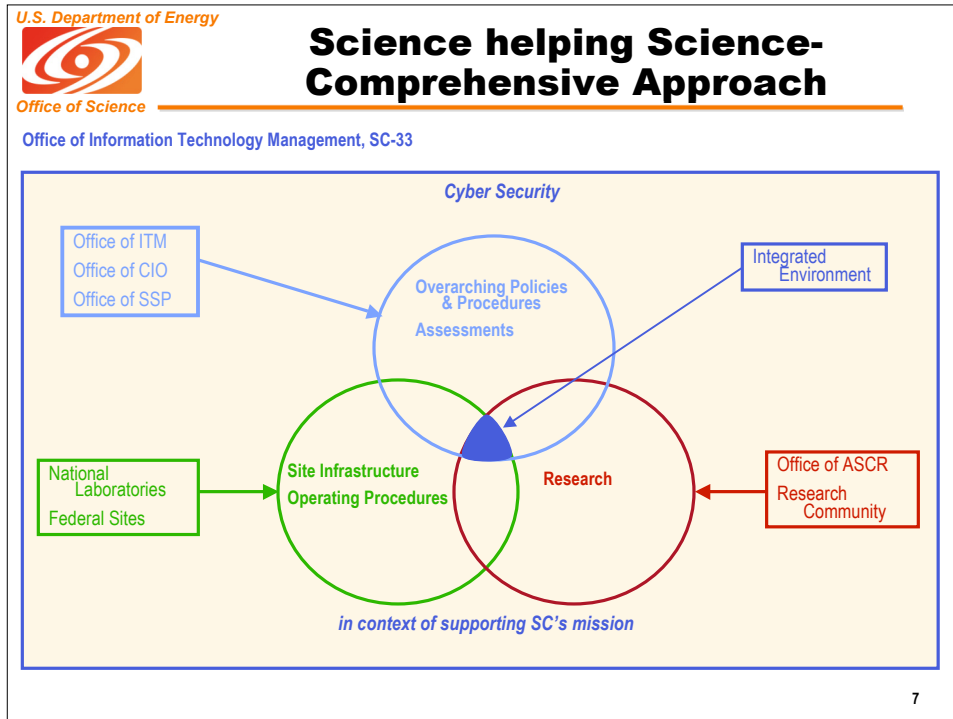 U.S. Department of Energy
Office of Science
Science helping Science-
Comprehensive Approach
Office of Information Technology Management, SC-33
Cyber Security
Office of ITM
Office of CIO
Office of SSP
Overarching Policies
& Procedures
Assessments
Integrated
Environment
National
Laboratories
Federal Sites
Site Infrastructure
Operating Procedures
Research
Office of ASCR
Research
Community
in context of supporting SC's mission
7